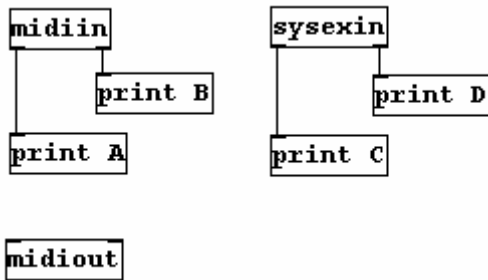 midiin
sysexin
print B
print D
print A
print C
midiout